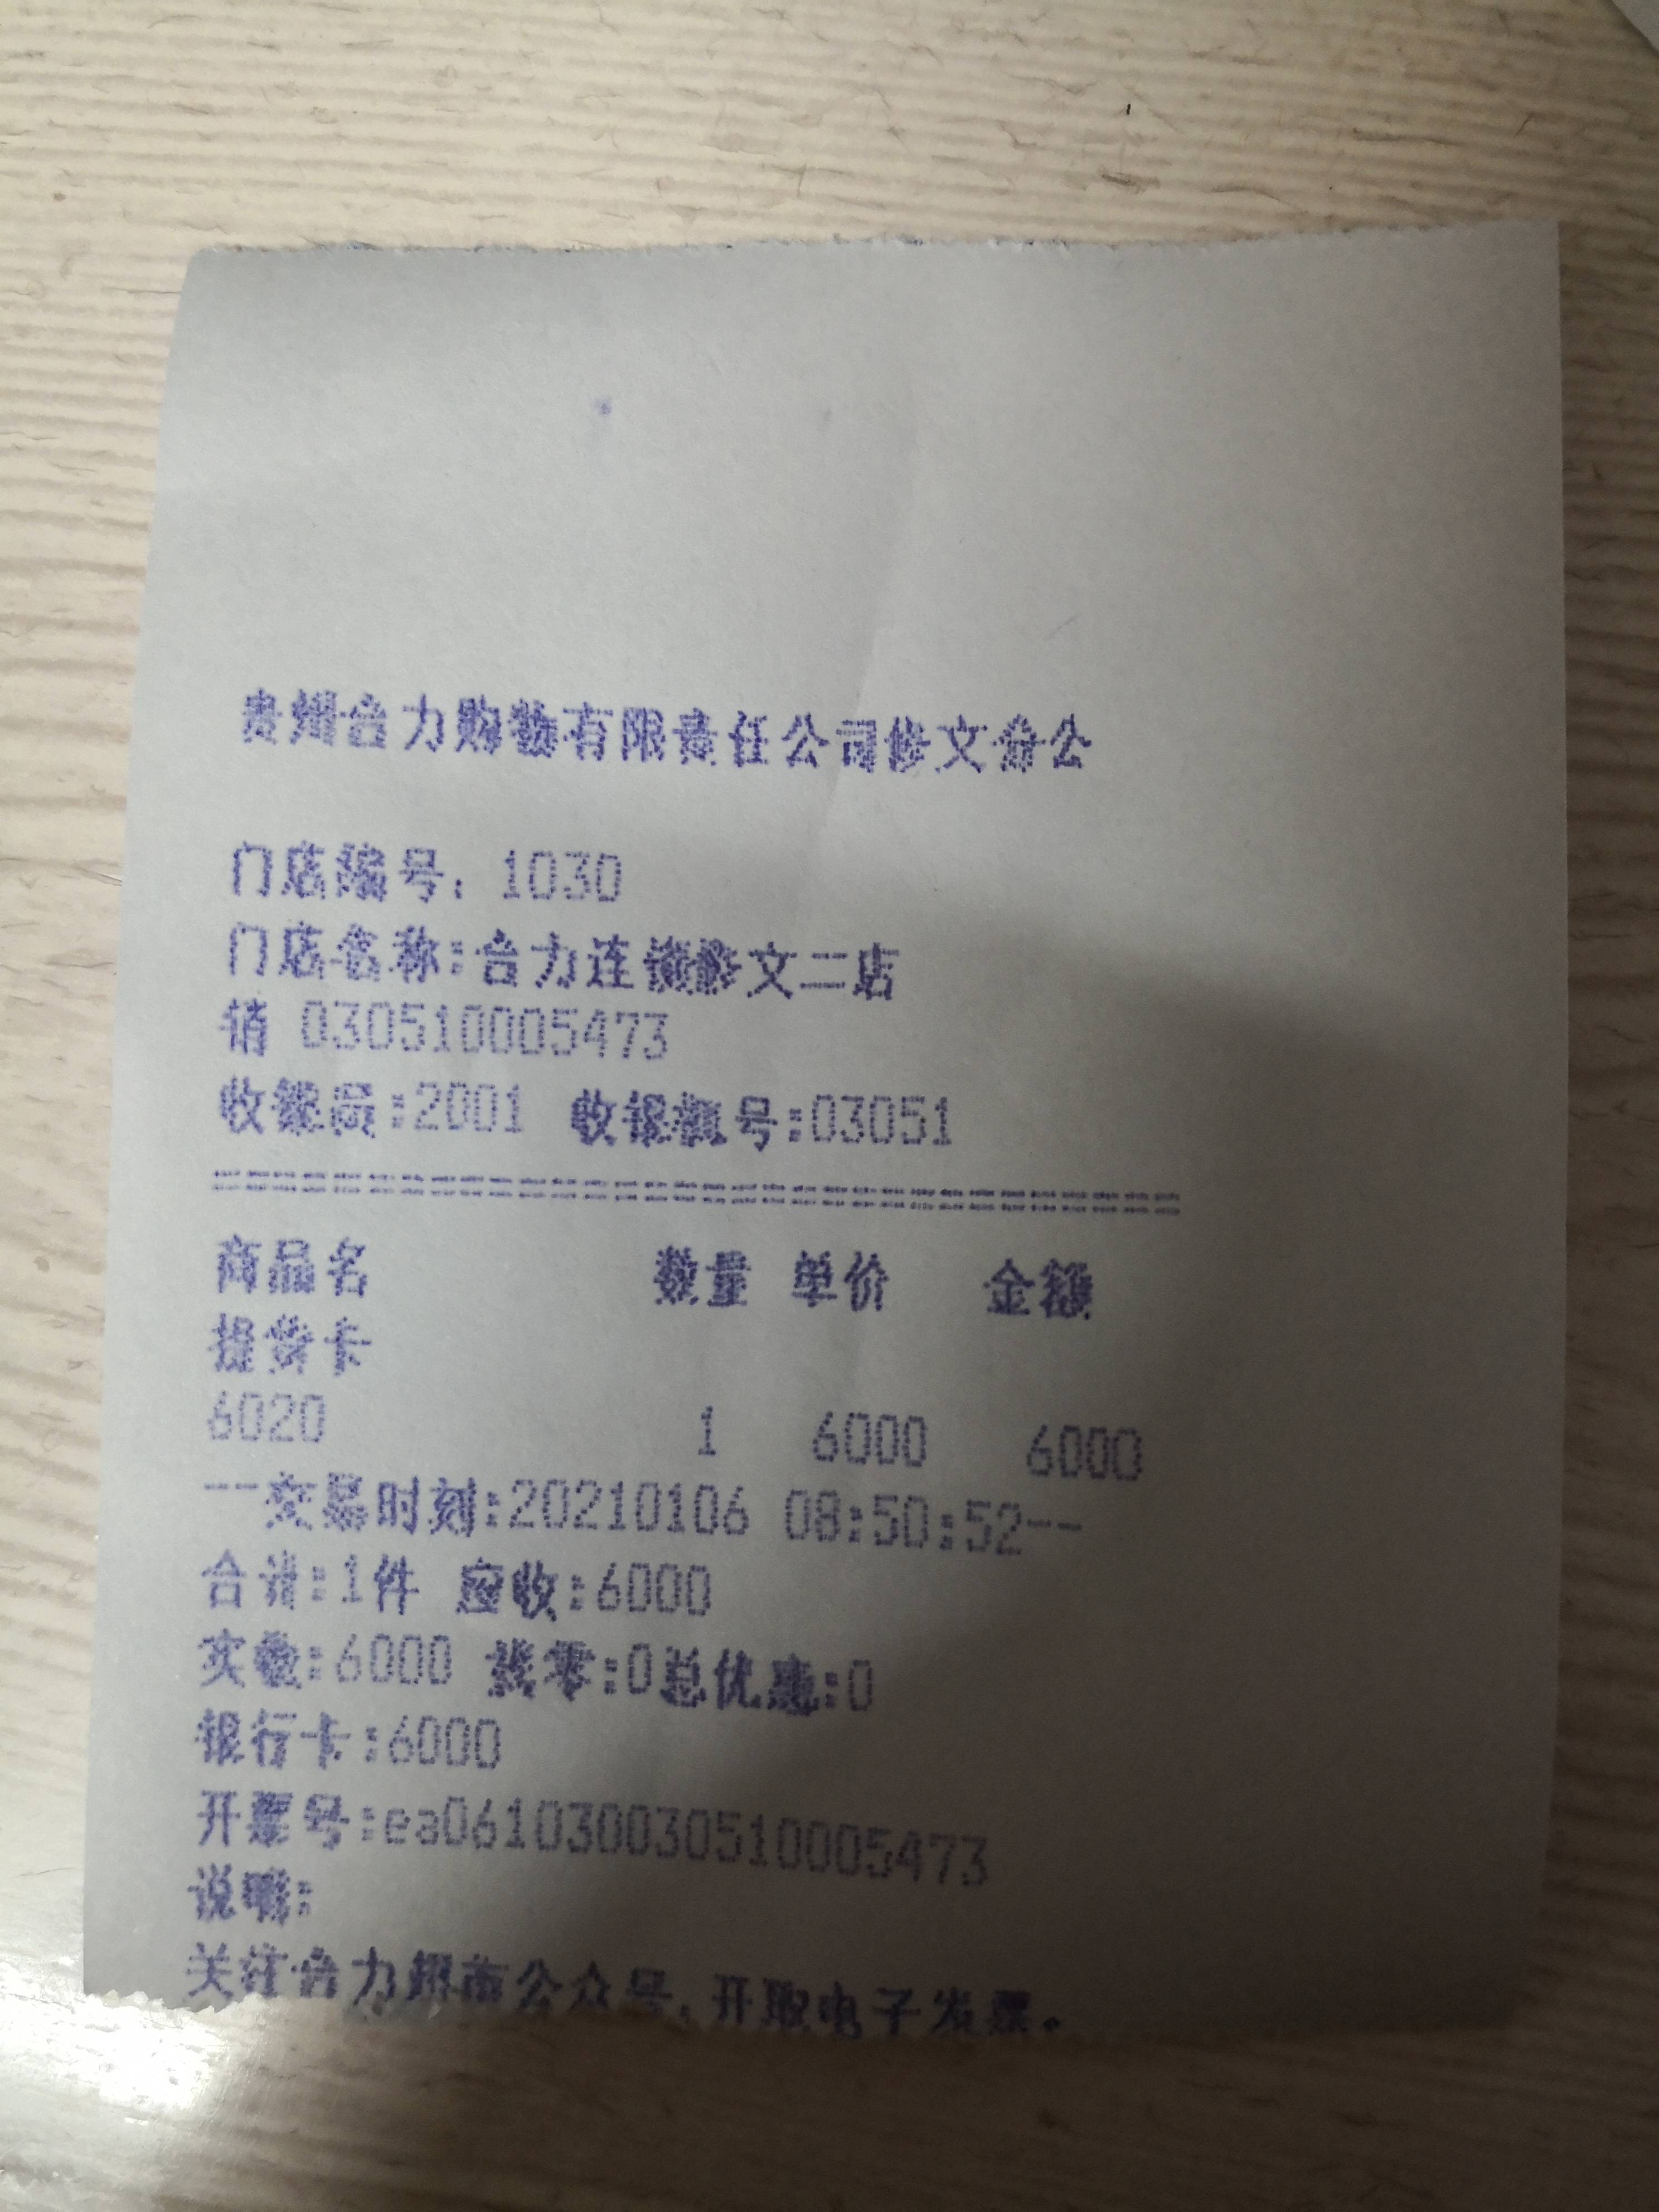 贵州合力购物有限责任公司修文分公
门店编号: 1030
门店名称:合力连锁修文二店
销 030510005473
收银员:2001 收银机号:03051
================================
商品名 数量 单价 金额
提货卡
6020 1 6000 6000
--交易时刻:20210106 08:50:52--
合计:1件 应收:6000
实收:6000 找零:0总优惠:0
银行卡:6000
开票号:ea061030030510005473
说明:
关注合力超市公众号,开取电子发票。